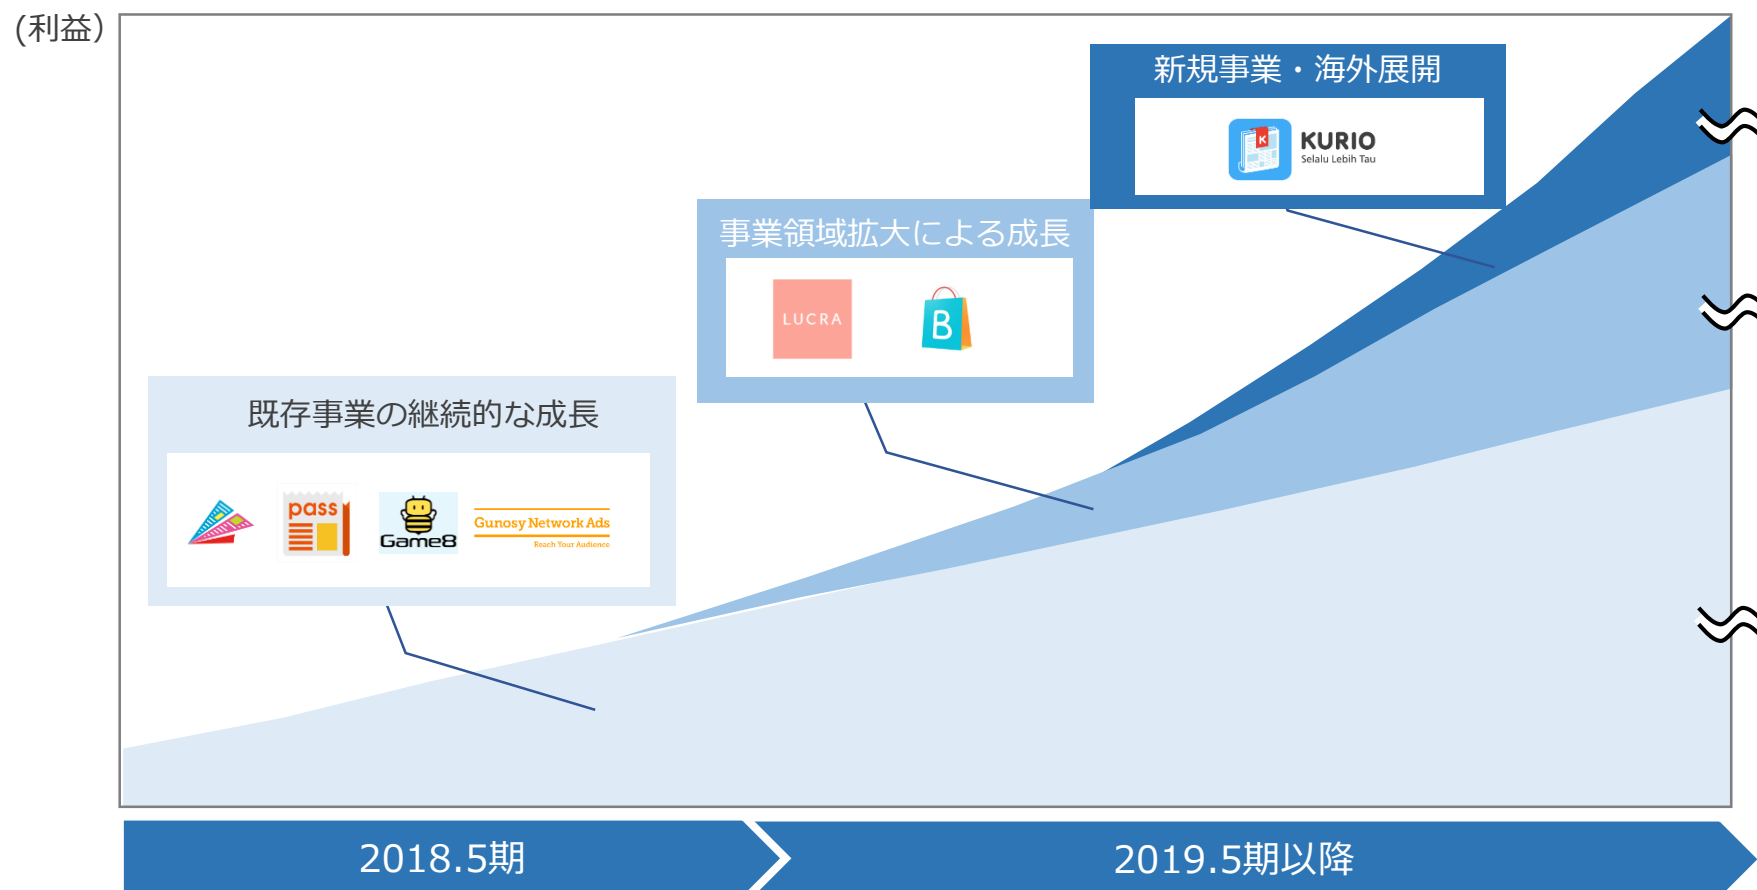 (利益)
新規事業・海外展開
K
KURIO
Selalu Lebih Tau
事業領域拡大による成長
LUCRA
B
既存事業の継続的な成長
pass
Game8
Gunosy Network Ads
Reach Your Audience
2018.5期
2019.5期以降